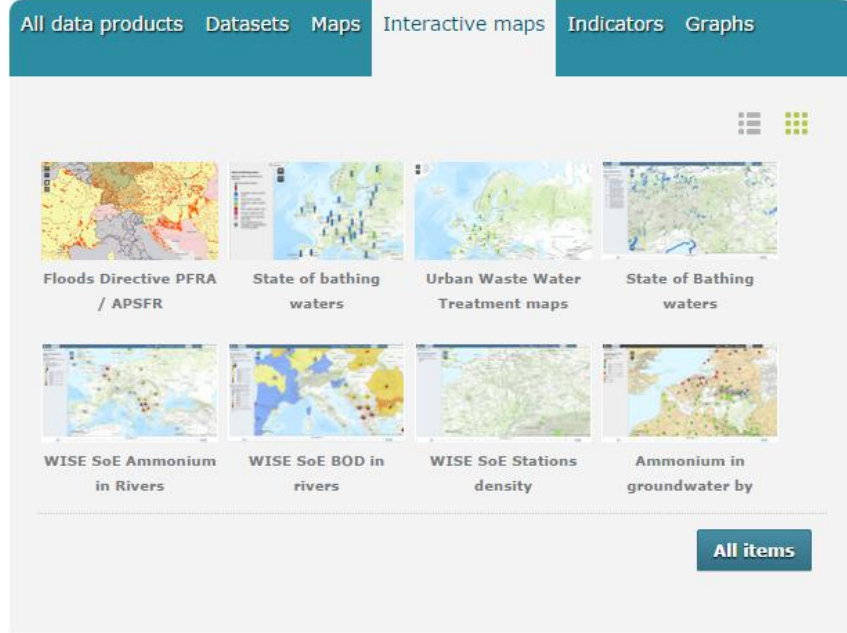 All data products Datasets Maps Interactive maps Indicators Graphs
Floods Directive PFRA
/ APSFR
State of bathing
waters
Urban Waste Water
Treatment maps
State of Bathing
waters
WISE SoE Ammonium
in Rivers
WISE SoE BOD in
rivers
WISE SoE Stations
density
Ammonium in
groundwater by
All items